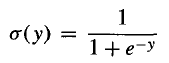 σ(y) = 1 / (1 + e^{-y})